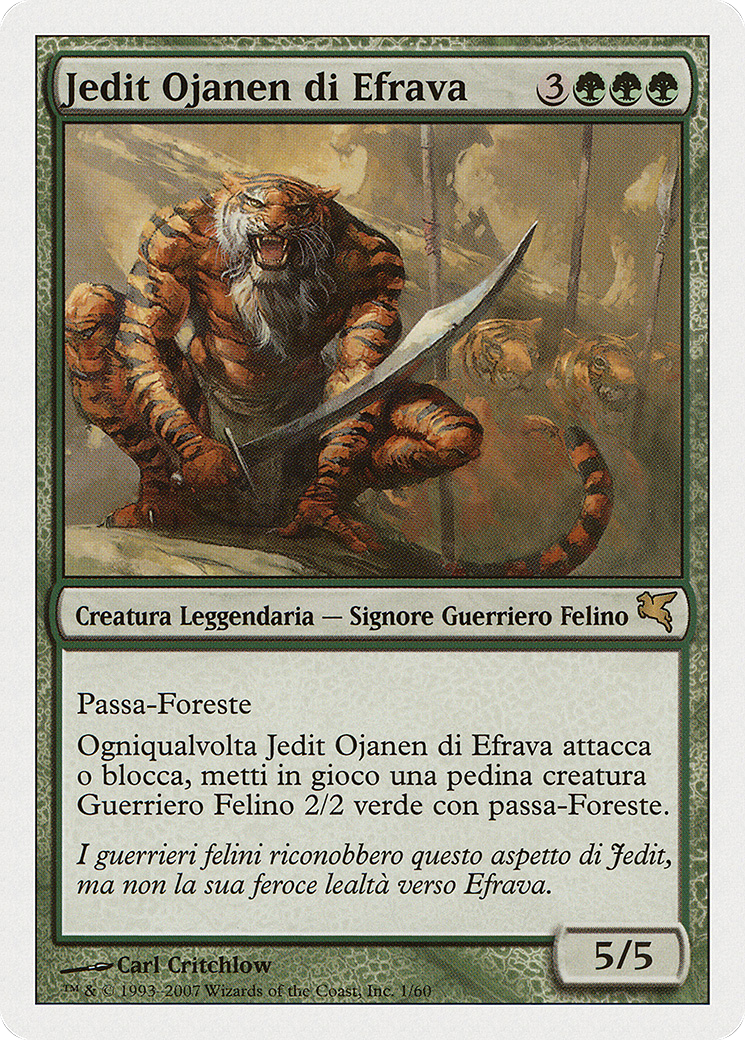 Jedit Ojanen di Efrava 3
Creatura Leggendaria — Signore Guerriero Felino
Passa-Foreste
Ogniqualvolta Jedit Ojanen di Efrava attacca
o blocca, metti in gioco una pedina creatura
Guerriero Felino 2/2 verde con passa-Foreste.
I guerrieri felini riconobbero questo aspetto di Jedit,
ma non la sua feroce lealtà verso Efrava.
5/5
Carl Critchlow
™ & © 1993–2007 Wizards of the Coast, Inc. 1/60